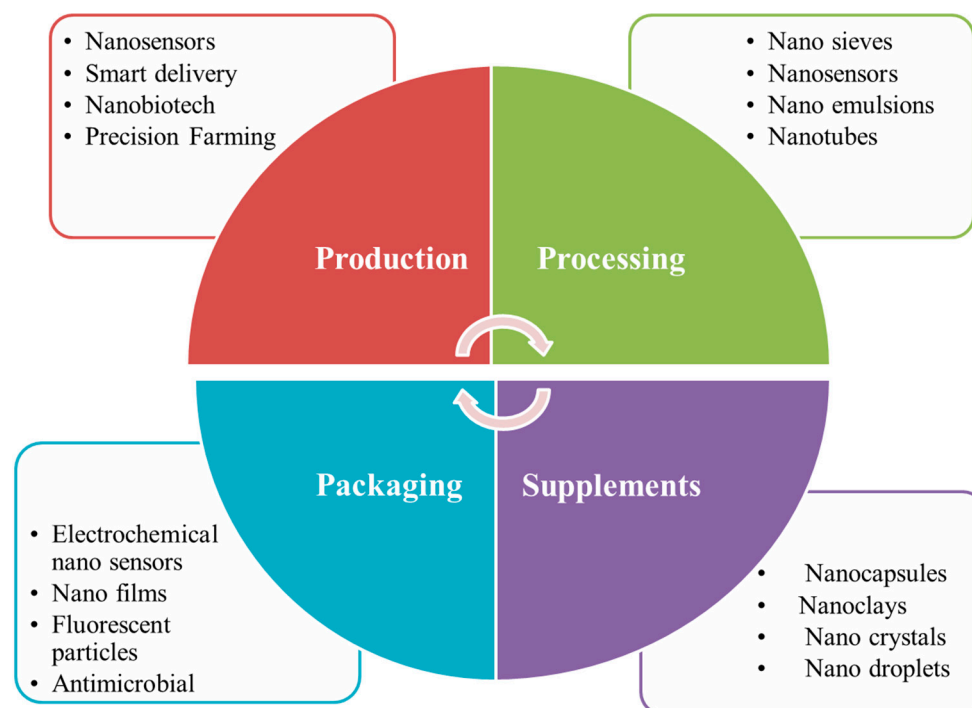 • Nanosensors
• Smart delivery
• Nanobiotech
• Precision Farming
• Nano sieves
• Nanosensors
• Nano emulsions
• Nanotubes
Production
Processing
Packaging
Supplements
• Electrochemical
nano sensors
• Nano films
• Fluorescent
particles
• Antimicrobial
• Nanocapsules
• Nanoclays
• Nano crystals
• Nano droplets